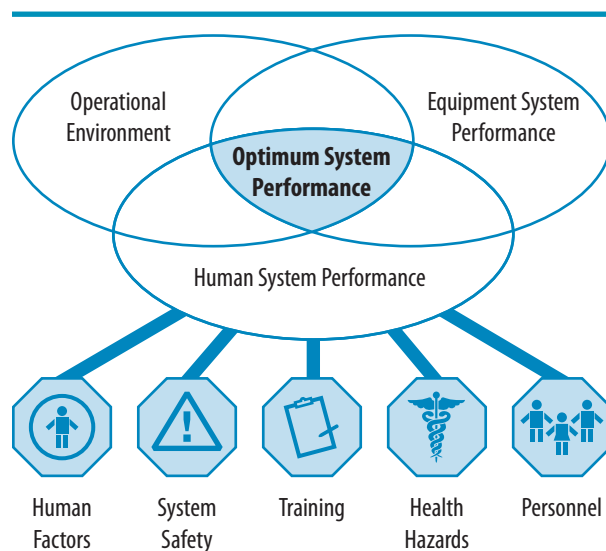 Operational
Environment
Equipment System
Performance
Optimum System
Performance
Human System Performance
!
Human
Factors
System
Safety
Training
Health
Hazards
Personnel